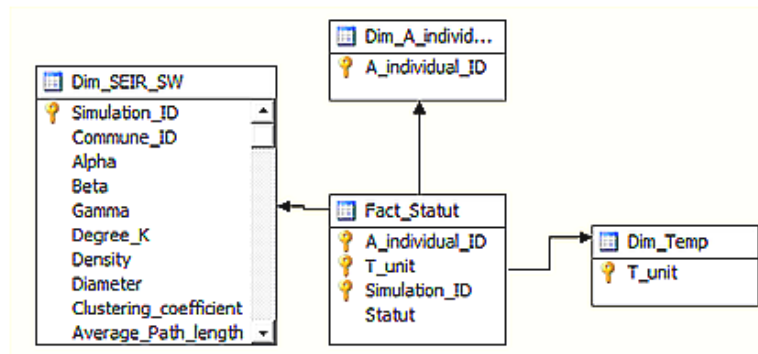 Dim_A_individ...
A_individual_ID
Dim_SEIR_SW
Simulation_ID
Commune_ID
Alpha
Beta
Gamma
Degree_K
Density
Diameter
Clustering_coefficient
Average_Path_length
Fact_Statut
A_individual_ID
T_unit
Simulation_ID
Statut
Dim_Temp
T_unit